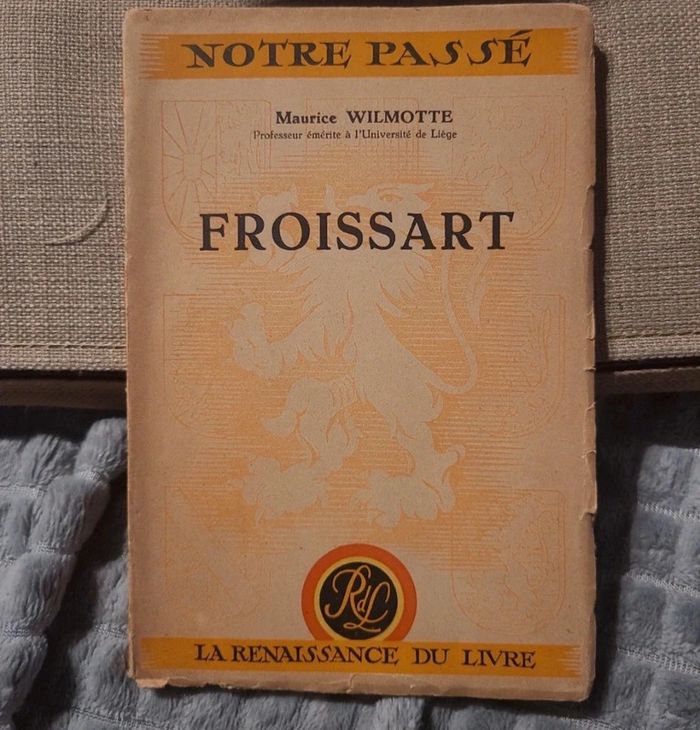 NOTRE PASSÉ
Maurice WILMOTTE
Professeur émérite à l'Université de Liège
FROISSART
RdL
LA RENAISSANCE DU LIVRE